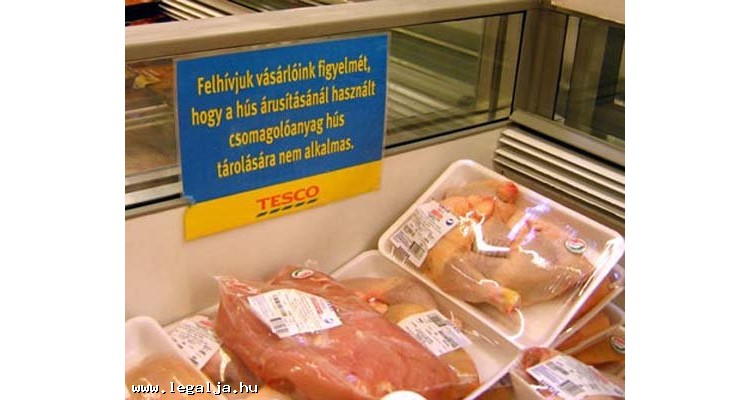 Felhívjuk vásárlóink figyelmét,
hogy a hús árusításánál használt
csomagolóanyag hús
tárolására nem alkalmas.
TESCO
www.legalja.hu